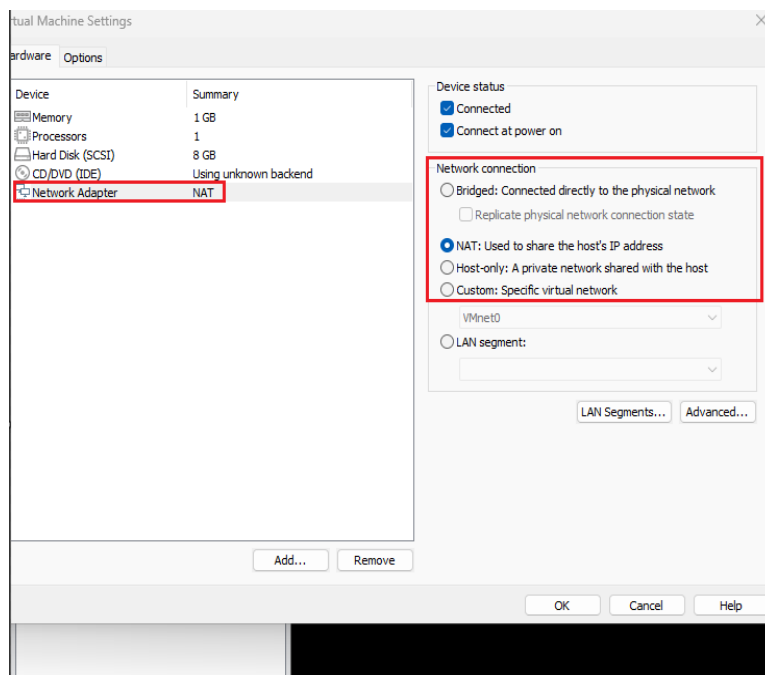 tual Machine Settings
ardware Options
Device Summary
Memory 1 GB
Processors 1
Hard Disk (SCSI) 8 GB
CD/DVD (IDE) Using unknown backend
Network Adapter NAT
Add... Remove
Device status
Connected
Connect at power on
Network connection
Bridged: Connected directly to the physical network
Replicate physical network connection state
NAT: Used to share the host's IP address
Host-only: A private network shared with the host
Custom: Specific virtual network
VMnet0
LAN segment:
LAN Segments... Advanced...
OK Cancel Help